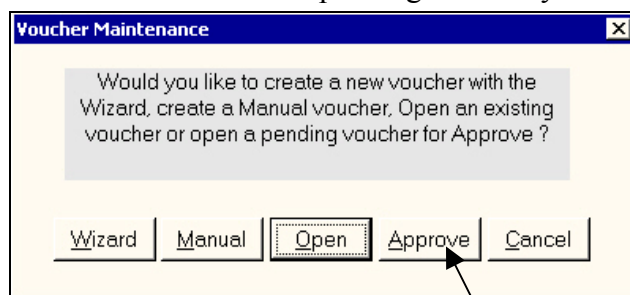 Voucher Maintenance
Would you like to create a new voucher with the
Wizard, create a Manual voucher, Open an existing
voucher or open a pending voucher for Approve ?
Wizard Manual Open Approve Cancel